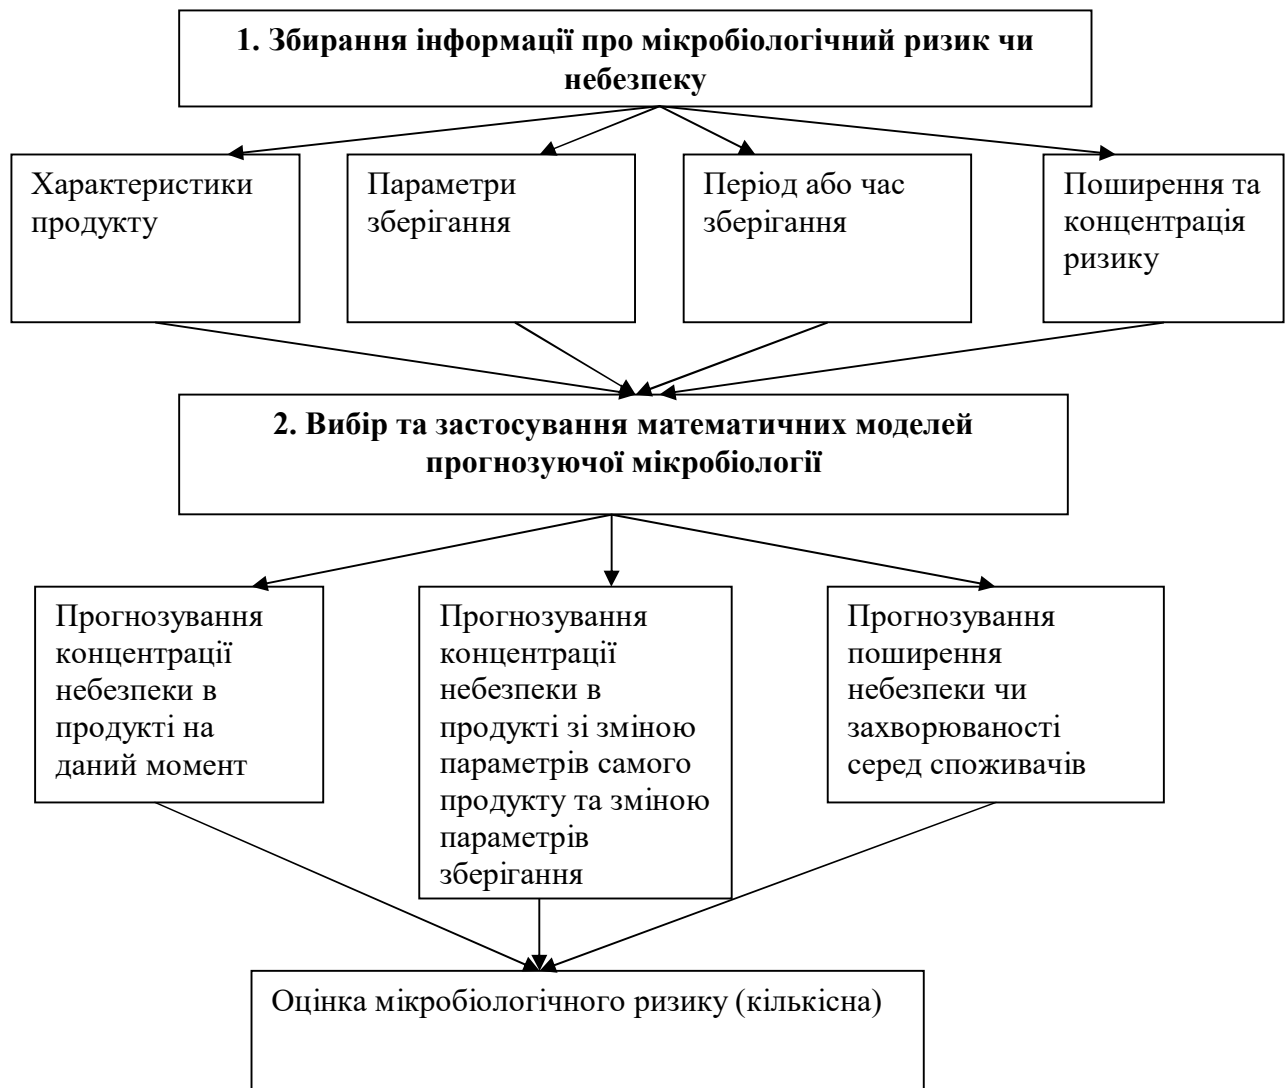 1. Збирання інформації про мікробіологічний ризик чи
небезпеку
Характеристики
продукту
Параметри
зберігання
Період або час
зберігання
Поширення та
концентрація
ризику
2. Вибір та застосування математичних моделей
прогнозуючої мікробіології
Прогнозування
концентрації
небезпеки в
продукті на
даний момент
Прогнозування
концентрації
небезпеки в
продукті зі зміною
параметрів самого
продукту та зміною
параметрів
зберігання
Прогнозування
поширення
небезпеки чи
захворюваності
серед споживачів
Оцінка мікробіологічного ризику (кількісна)